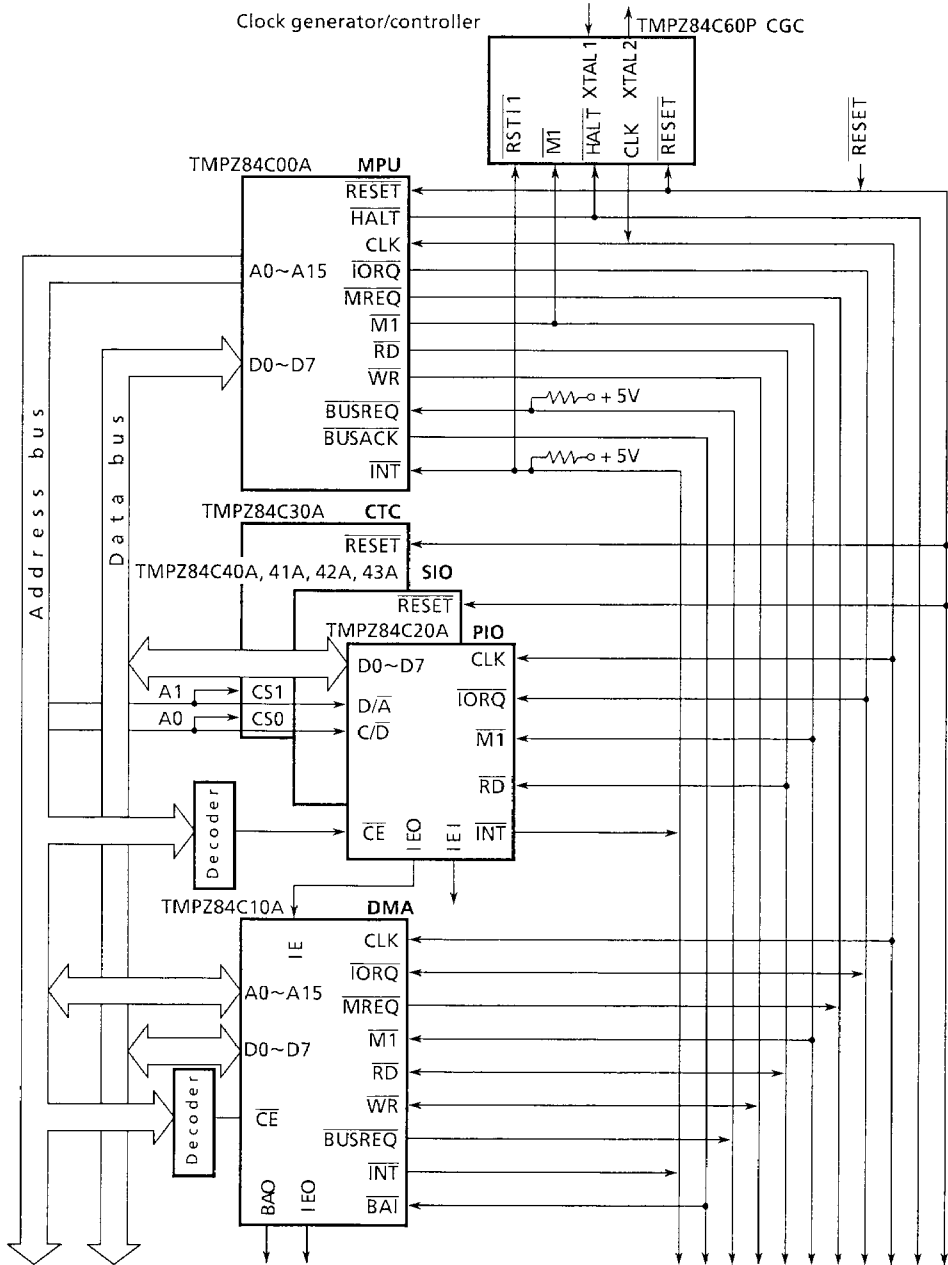 Clock generator/controller
TMPZ84C60P CGC
XTAL1
XTAL2
RSTI1
M1
HALT
CLK
RESET
RESET
TMPZ84C00A MPU
RESET
HALT
CLK
A0~A15 IORQ
MREQ
M1
RD
D0~D7
WR
+5V
BUSREQ
BUSACK
+5V
INT
Address bus
Data bus
TMPZ84C30A CTC
RESET
TMPZ84C40A, 41A, 42A, 43A SIO
RESET
TMPZ84C20A PIO
D0~D7 CLK
A1 CS1 D/A IORQ
A0 CS0 C/D M1
RD
Decoder
CE IEO IEI INT
TMPZ84C10A DMA
IE
CLK
IORQ
A0~A15 MREQ
M1
D0~D7
RD
Decoder
CE WR
BUSREQ
INT
BAO IEO BAI